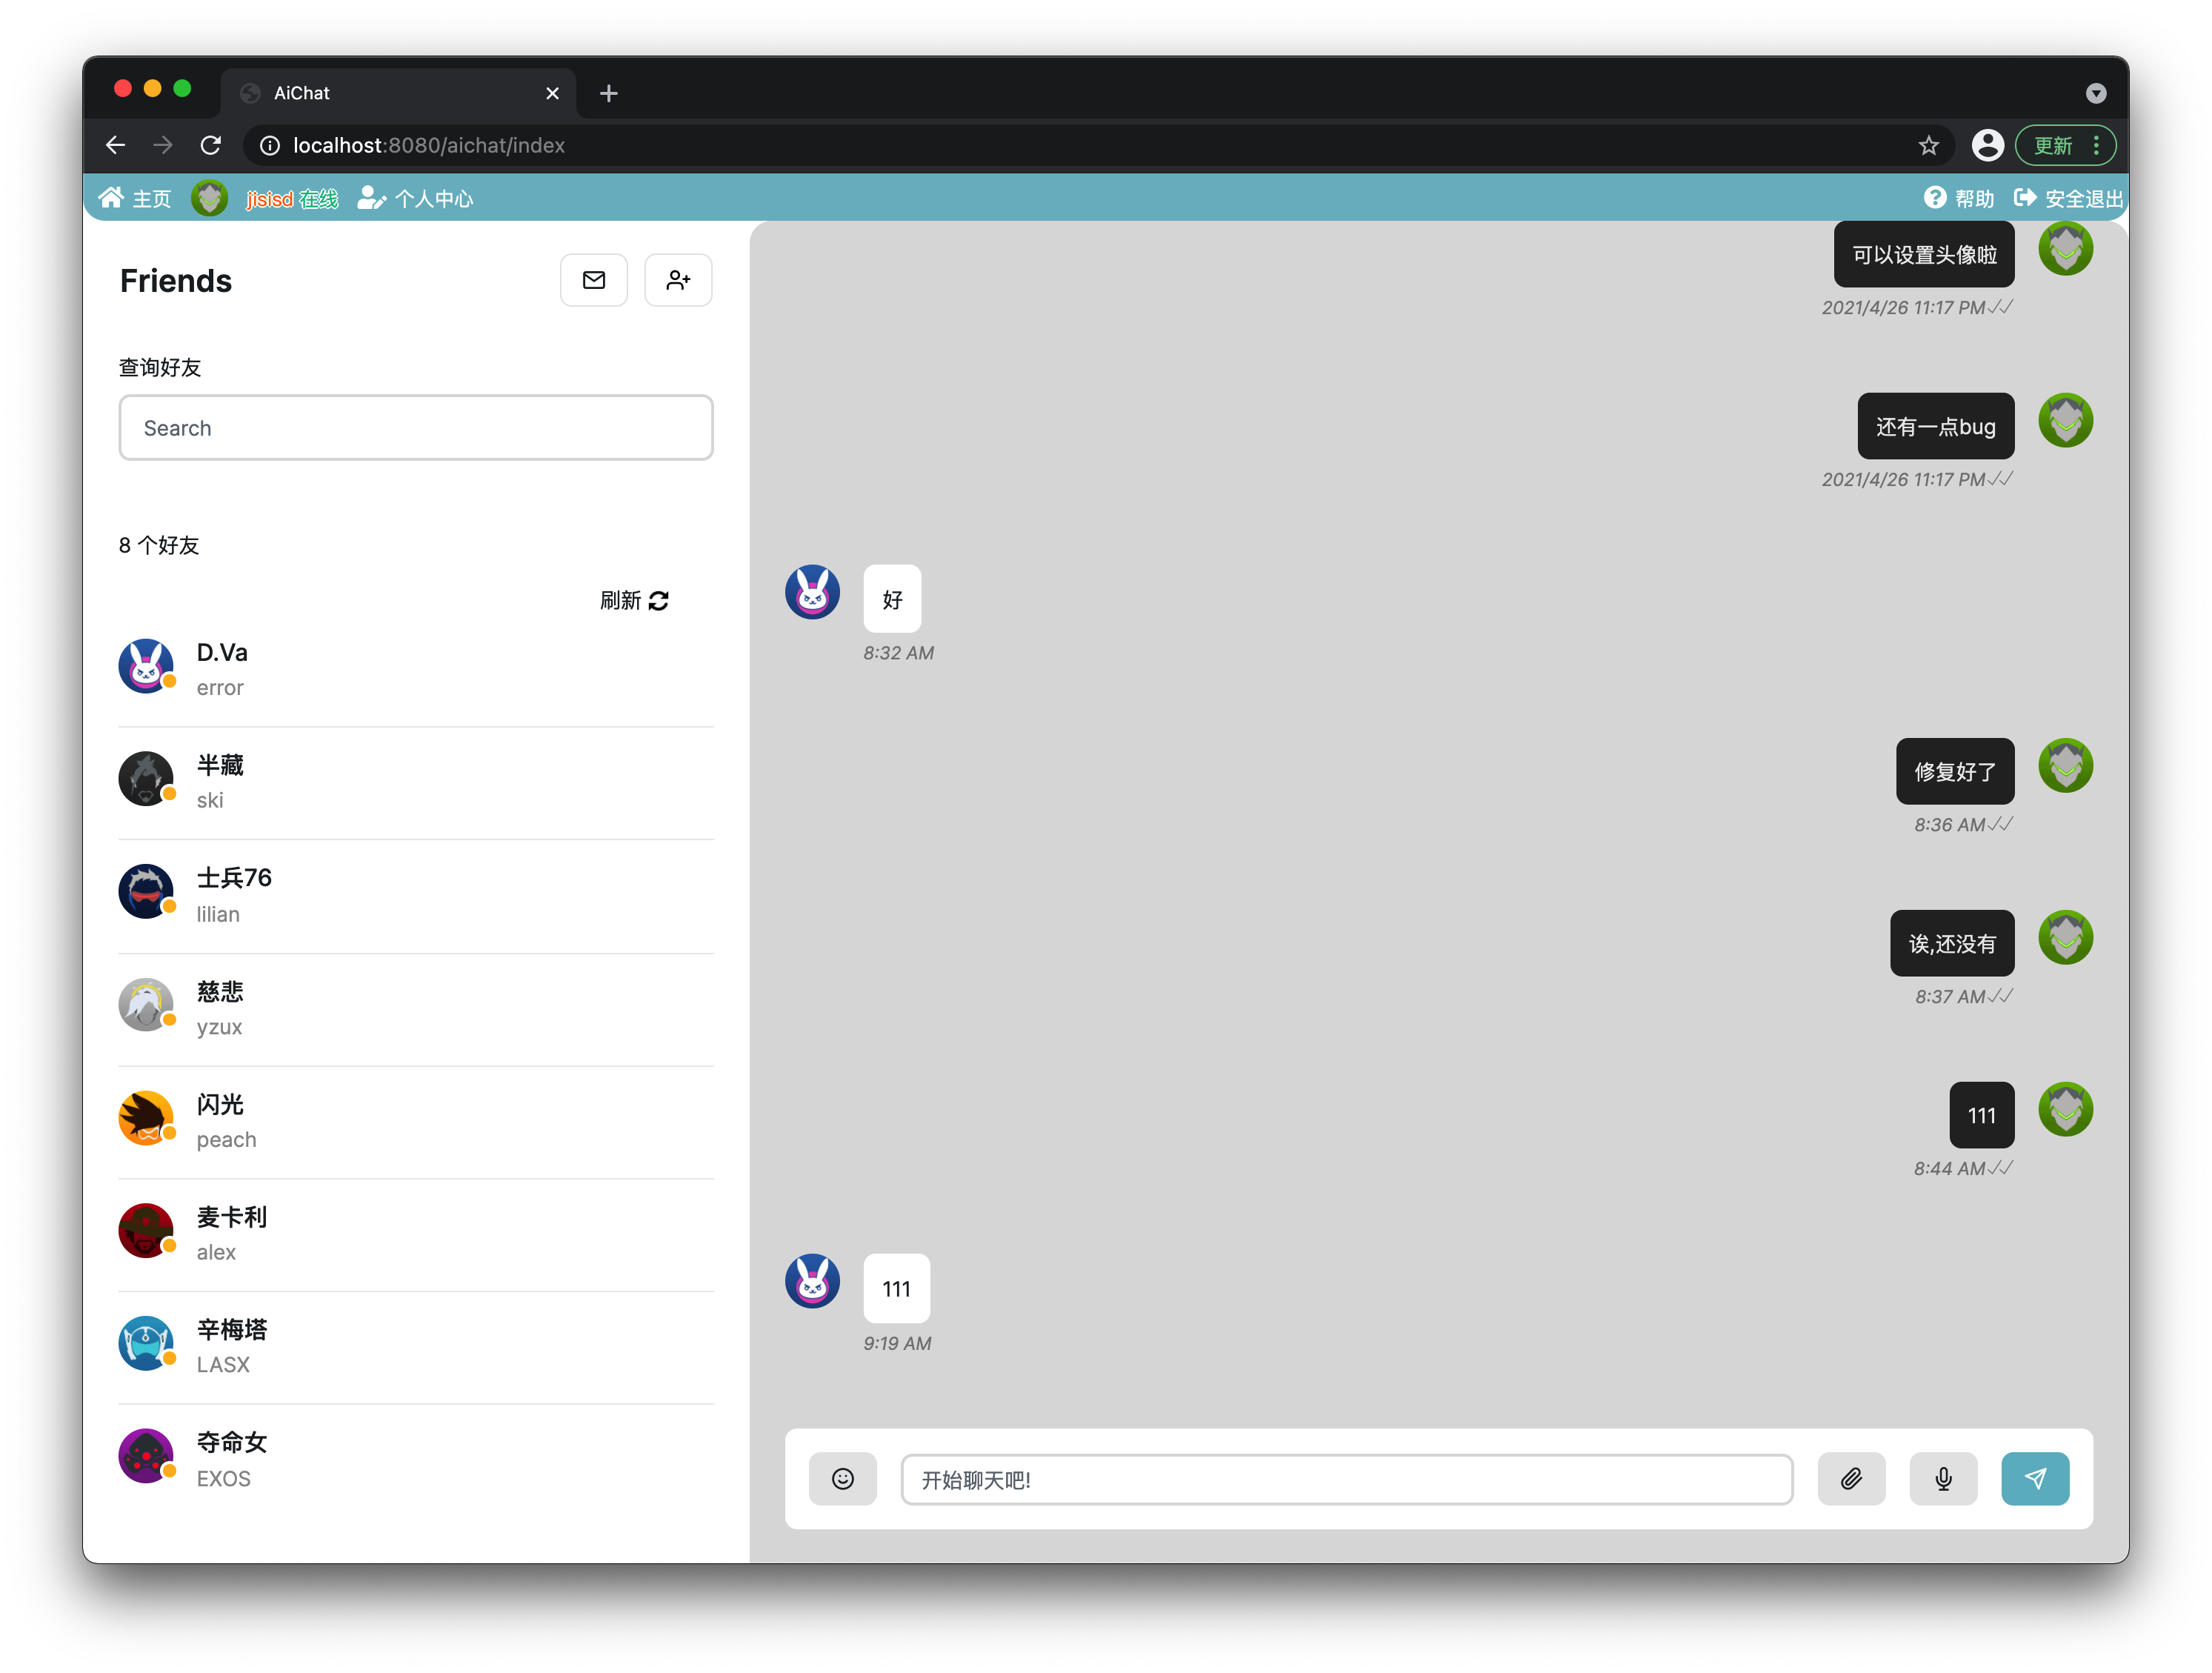 AiChat
localhost:8080/aichat/index
更新
主页
jisisd 在线
个人中心
帮助
安全退出
Friends
查询好友
Search
8 个好友
刷新
D.Va
error
半藏
ski
士兵76
lilian
慈悲
yzux
闪光
peach
麦卡利
alex
辛梅塔
LASX
夺命女
EXOS
可以设置头像啦
2021/4/26 11:17 PM
还有一点bug
2021/4/26 11:17 PM
好
8:32 AM
修复好了
8:36 AM
诶,还没有
8:37 AM
111
8:44 AM
111
9:19 AM
开始聊天吧!